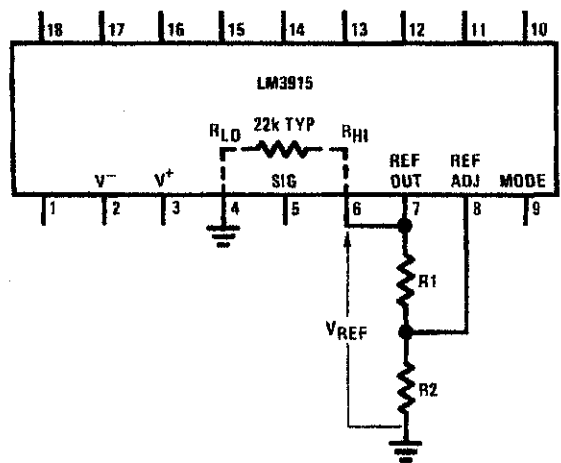 18 17 16 15 14 13 12 11 10
LM3915
RLO 22k TYP RHI
V− V+ SIG REF OUT REF ADJ MODE
1 2 3 4 5 6 7 8 9
R1
VREF
R2